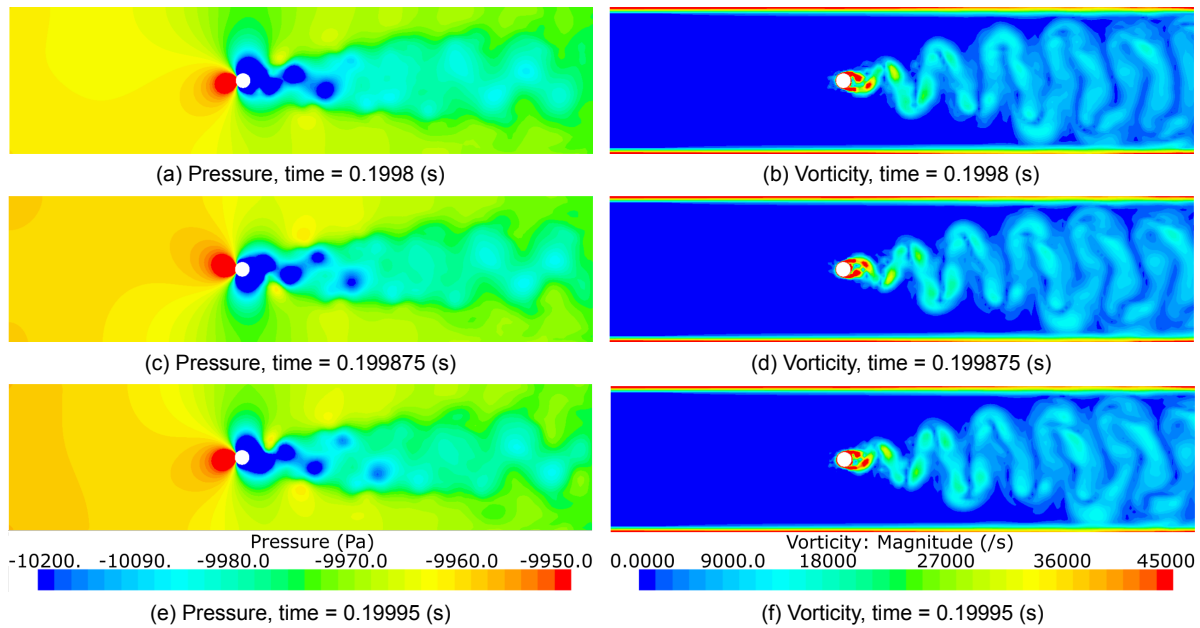 (a) Pressure, time = 0.1998 (s)
(b) Vorticity, time = 0.1998 (s)
(c) Pressure, time = 0.199875 (s)
(d) Vorticity, time = 0.199875 (s)
Pressure (Pa)
-10200. -10090. -9980.0 -9970.0 -9960.0 -9950.0
Vorticity: Magnitude (/s)
0.0000 9000.0 18000 27000 36000 45000
(e) Pressure, time = 0.19995 (s)
(f) Vorticity, time = 0.19995 (s)